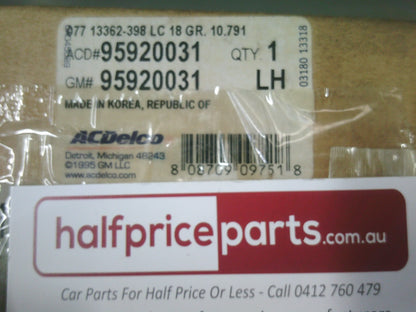 077 13362-398 LC 18 GR. 10.791
ACD# 95920031 QTY. 1
GM# 95920031 LH
03180 13318
MADE IN KOREA, REPUBLIC OF
ACDelco
Detroit, Michigan 48243
©1995 GM LLC
www.acdelco.com
8 08709 09751 8
halfpriceparts.com.au
Car Parts For Half Price Or Less - Call 0412 760 479